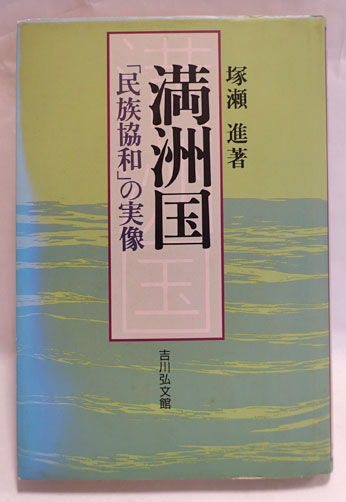 塚瀬 進著
満洲国
「民族協和」の実像
吉川弘文館